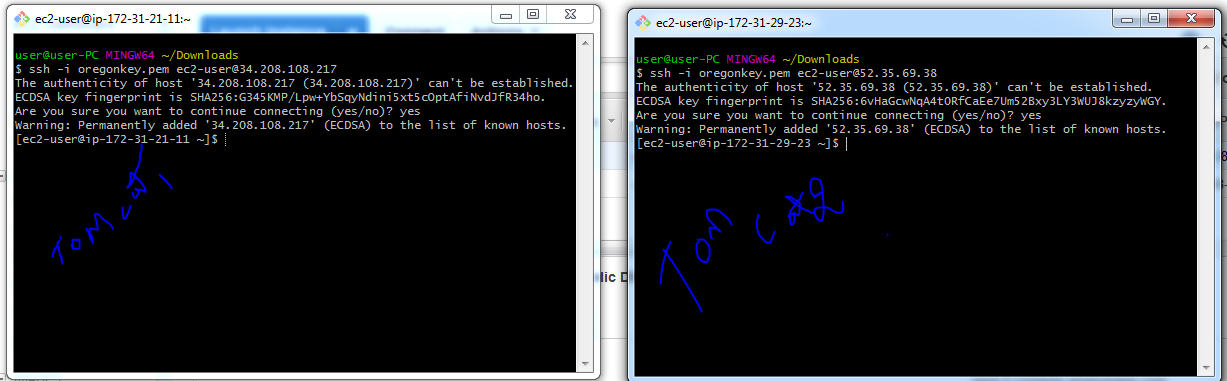 ec2-user@ip-172-31-21-11:~
user@user-PC MINGW64 ~/Downloads
$ ssh -i oregonkey.pem ec2-user@34.208.108.217
The authenticity of host '34.208.108.217 (34.208.108.217)' can't be established.
ECDSA key fingerprint is SHA256:G345KMP/Lpw+YbSqyNdini5xt5cOptAfiNvdJfR34ho.
Are you sure you want to continue connecting (yes/no)? yes
Warning: Permanently added '34.208.108.217' (ECDSA) to the list of known hosts.
[ec2-user@ip-172-31-21-11 ~]$
TOMcat1
ec2-user@ip-172-31-29-23:~
user@user-PC MINGW64 ~/Downloads
$ ssh -i oregonkey.pem ec2-user@52.35.69.38
The authenticity of host '52.35.69.38 (52.35.69.38)' can't be established.
ECDSA key fingerprint is SHA256:6vHaGcwNqA4tORfCaEe7Um52Bxy3LY3WUJ8kzyzyWGY.
Are you sure you want to continue connecting (yes/no)? yes
Warning: Permanently added '52.35.69.38' (ECDSA) to the list of known hosts.
[ec2-user@ip-172-31-29-23 ~]$
Tom cat2
lic D